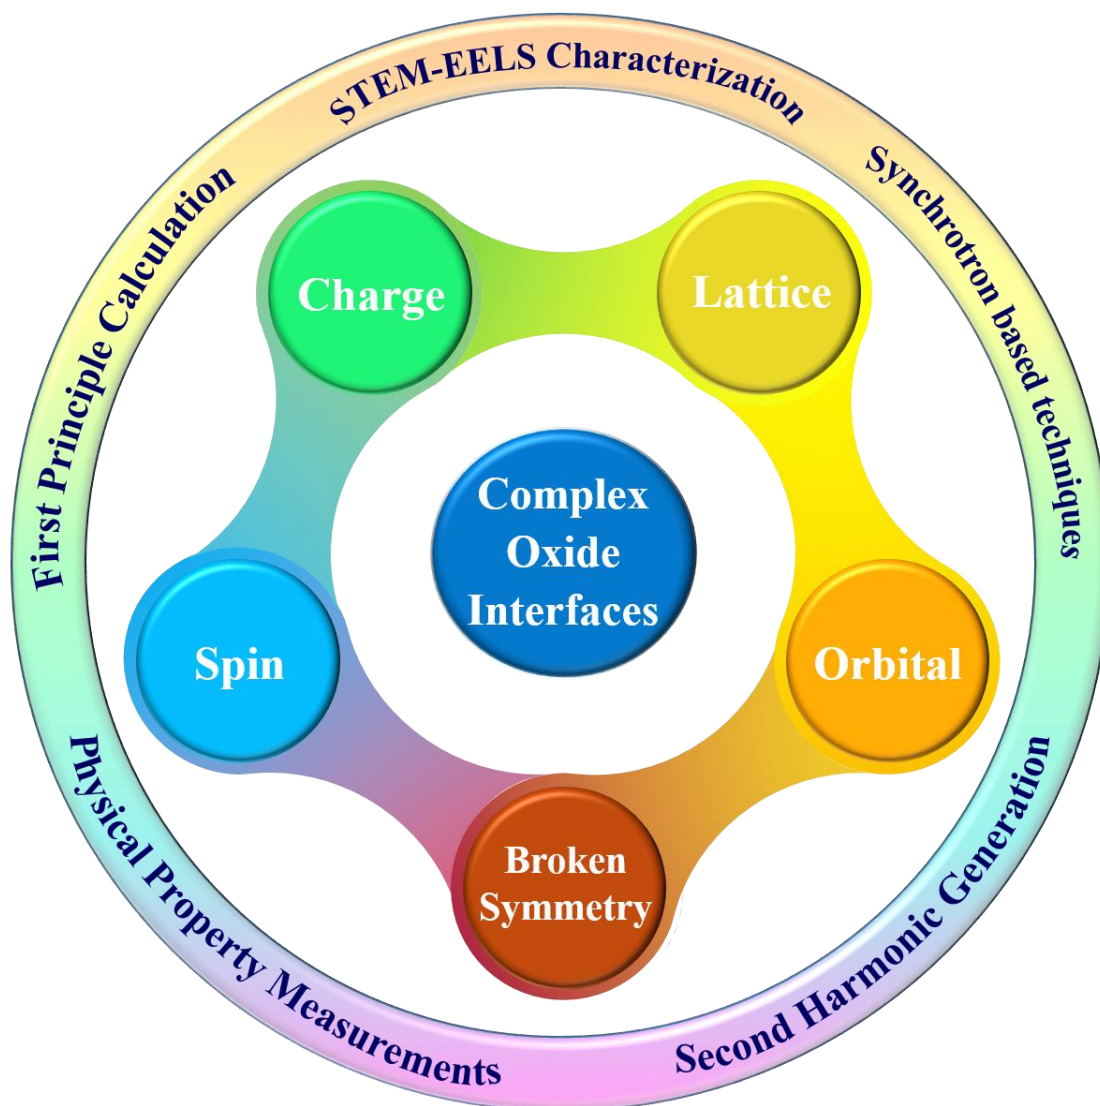 STEM-EELS Characterization
Synchrotron based techniques
First Principle Calculation
Charge
Lattice
Complex
Oxide
Interfaces
Spin
Orbital
Broken
Symmetry
Physical Property Measurements
Second Harmonic Generation